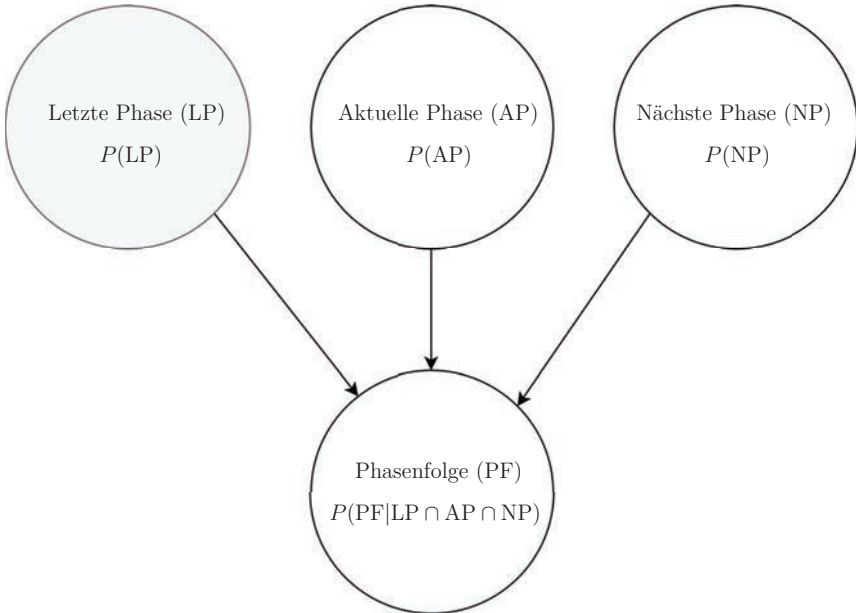 Letzte Phase (LP)
P(LP)
Aktuelle Phase (AP)
P(AP)
Nächste Phase (NP)
P(NP)
Phasenfolge (PF)
P(PF|LP ∩ AP ∩ NP)